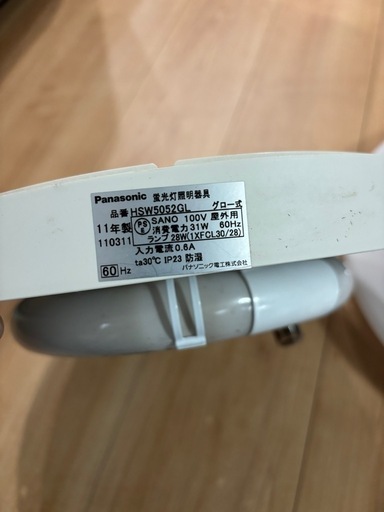 Panasonic 蛍光灯照明器具
品番 HSW5052GL グロー式
11年製 SANO 100V 屋外用
110311 消費電力31W 60Hz
ランプ 28W(1XFCL30/28)
入力電流0.6A
ta30℃ IP23 防湿
60 Hz パナソニック電工株式会社